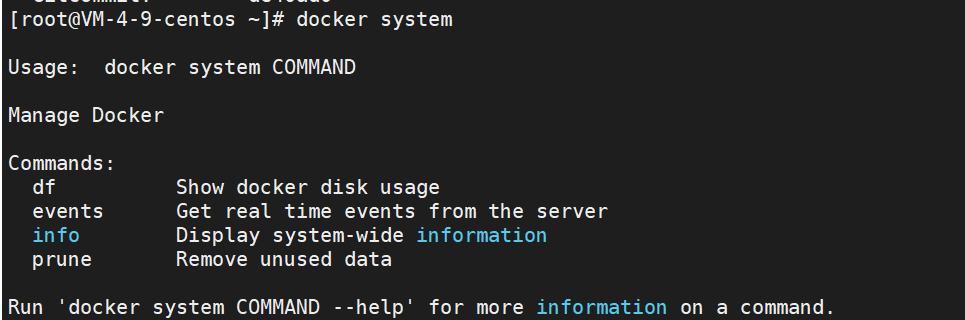 [root@VM-4-9-centos ~]# docker system
Usage:  docker system COMMAND
Manage Docker
Commands:
  df          Show docker disk usage
  events      Get real time events from the server
  info        Display system-wide information
  prune       Remove unused data
Run 'docker system COMMAND --help' for more information on a command.